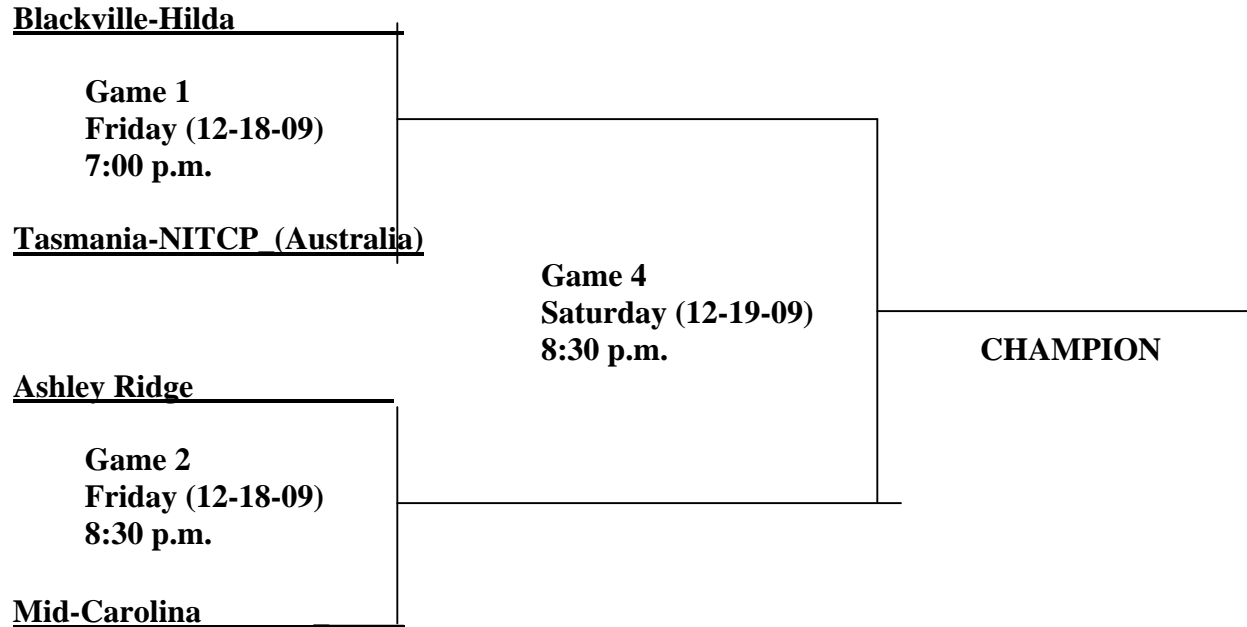 Blackville-Hilda
Game 1
Friday (12-18-09)
7:00 p.m.
Tasmania-NITCP_(Australia)
Game 4
Saturday (12-19-09)
8:30 p.m.
CHAMPION
Ashley Ridge
Game 2
Friday (12-18-09)
8:30 p.m.
Mid-Carolina